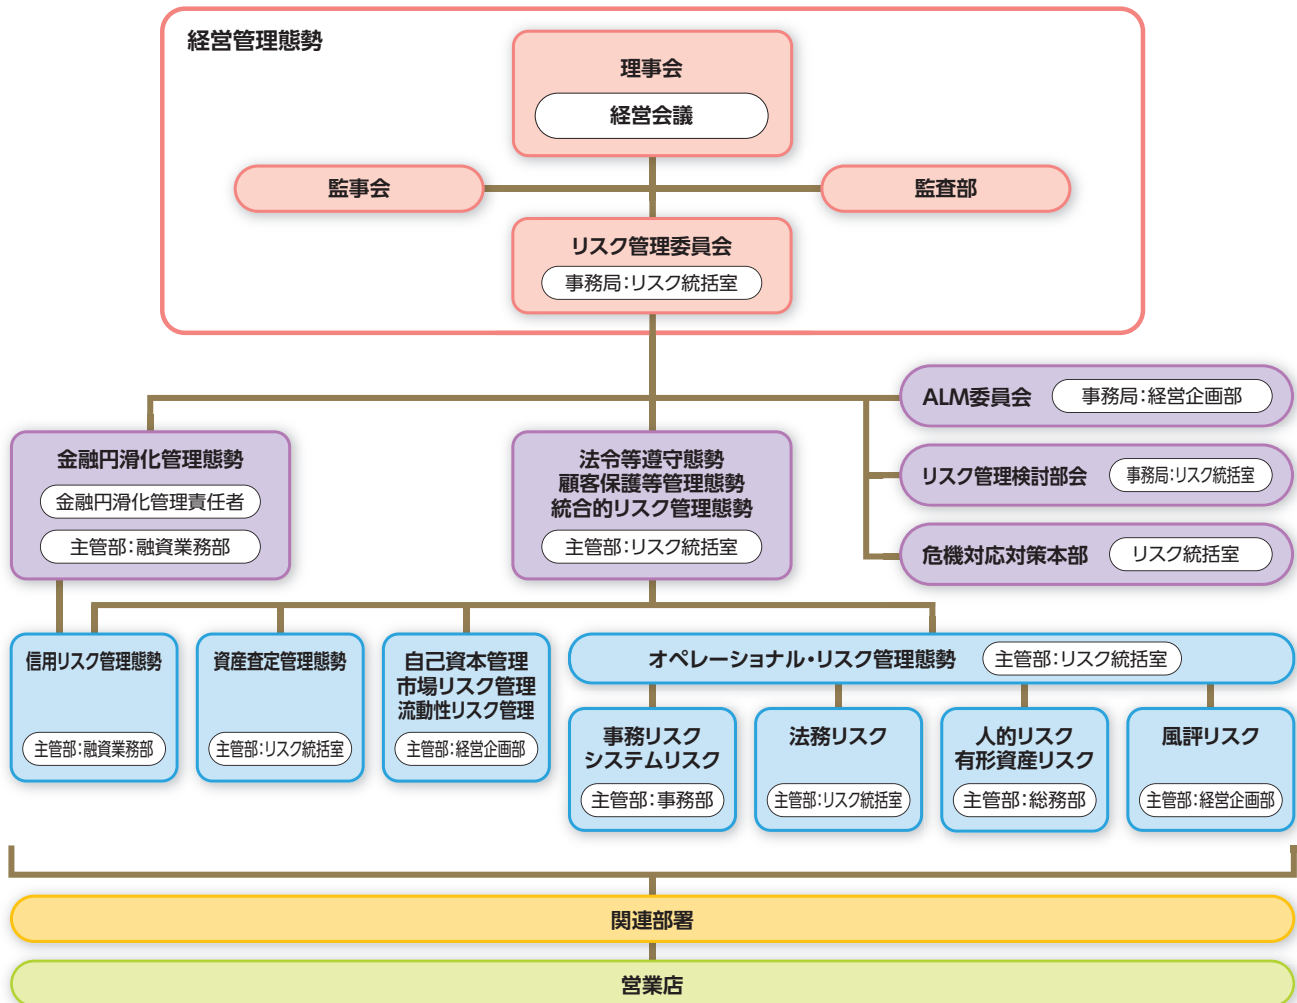 経営管理態勢
理事会
経営会議
監事会
監査部
リスク管理委員会
事務局:リスク統括室
ALM委員会
事務局:経営企画部
リスク管理検討部会
事務局:リスク統括室
危機対応対策本部
リスク統括室
金融円滑化管理態勢
金融円滑化管理責任者
主管部:融資業務部
法令等遵守態勢
顧客保護等管理態勢
統合的リスク管理態勢
主管部:リスク統括室
信用リスク管理態勢
主管部:融資業務部
資産査定管理態勢
主管部:リスク統括室
自己資本管理
市場リスク管理
流動性リスク管理
主管部:経営企画部
オペレーショナル・リスク管理態勢
主管部:リスク統括室
事務リスク
システムリスク
主管部:事務部
法務リスク
主管部:リスク統括室
人的リスク
有形資産リスク
主管部:総務部
風評リスク
主管部:経営企画部
関連部署
営業店